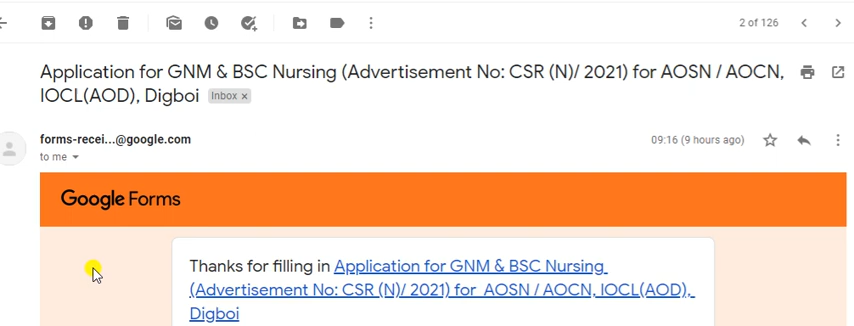 2 of 126
Application for GNM & BSC Nursing (Advertisement No: CSR (N)/ 2021) for AOSN / AOCN,
IOCL(AOD), Digboi Inbox ×
forms-recei...@google.com 09:16 (9 hours ago)
to me
Google Forms
Thanks for filling in Application for GNM & BSC Nursing
(Advertisement No: CSR (N)/ 2021) for AOSN / AOCN, IOCL(AOD),
Digboi